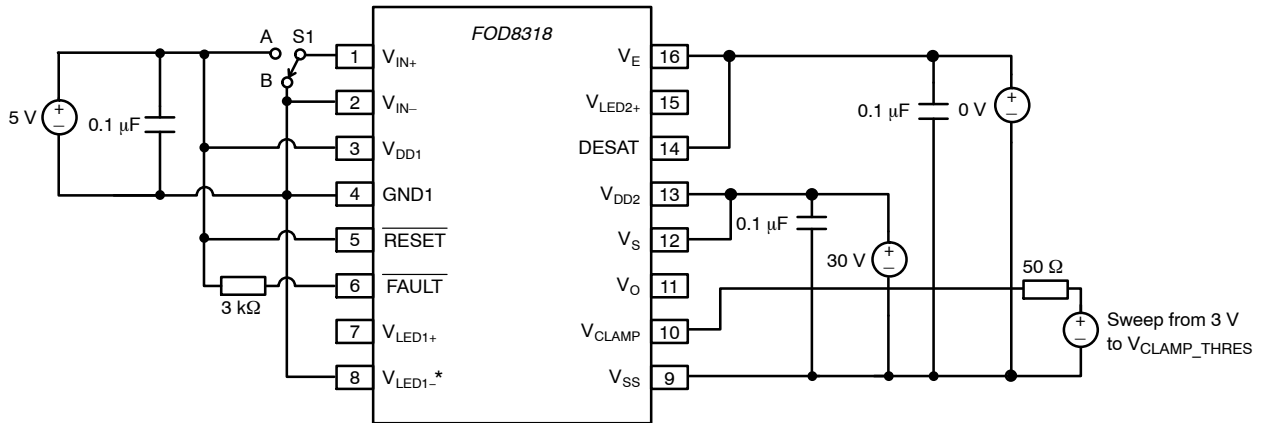 FOD8318
A
S1
B
5 V
+
−
0.1 μF
3 kΩ
1
V_IN+
2
V_IN−
3
V_DD1
4
GND1
5
RESET
6
FAULT
7
V_LED1+
8
V_LED1−*
V_E
16
V_LED2+
15
DESAT
14
V_DD2
13
V_S
12
V_O
11
V_CLAMP
10
V_SS
9
0.1 μF
0 V
+
−
0.1 μF
30 V
+
−
50 Ω
+
−
Sweep from 3 V
to V_CLAMP_THRES